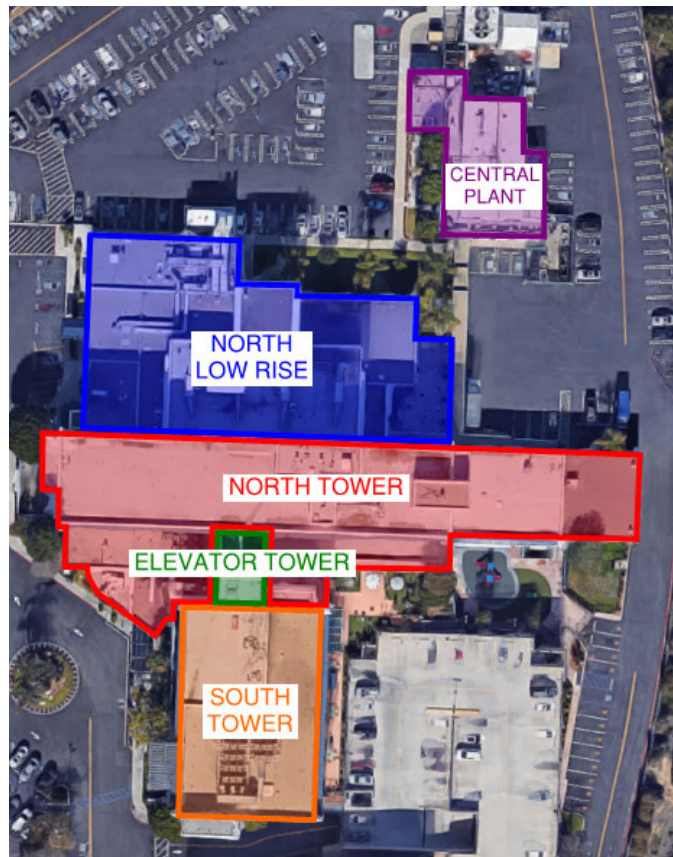 CENTRAL
PLANT
NORTH
LOW RISE
NORTH TOWER
ELEVATOR TOWER
SOUTH
TOWER